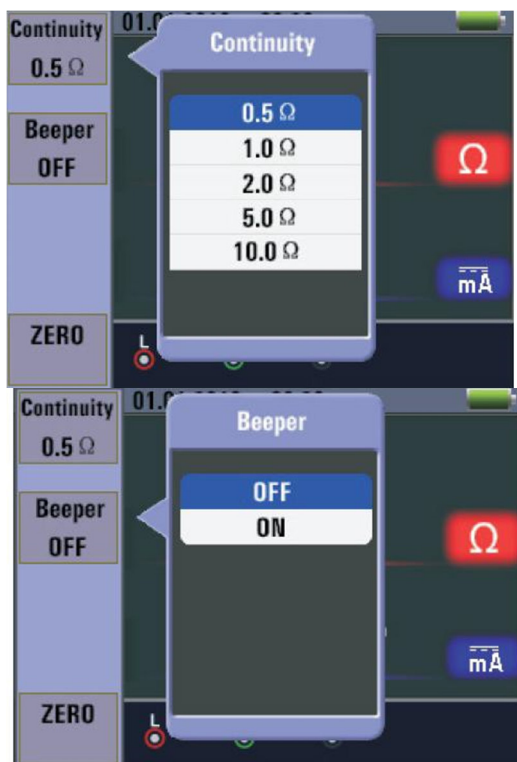 Continuity
0.5 Ω
Beeper
OFF
ZERO
Continuity
0.5 Ω
1.0 Ω
2.0 Ω
5.0 Ω
10.0 Ω
Ω
mA
L
Continuity
0.5 Ω
Beeper
OFF
ZERO
Beeper
OFF
ON
Ω
mA
L